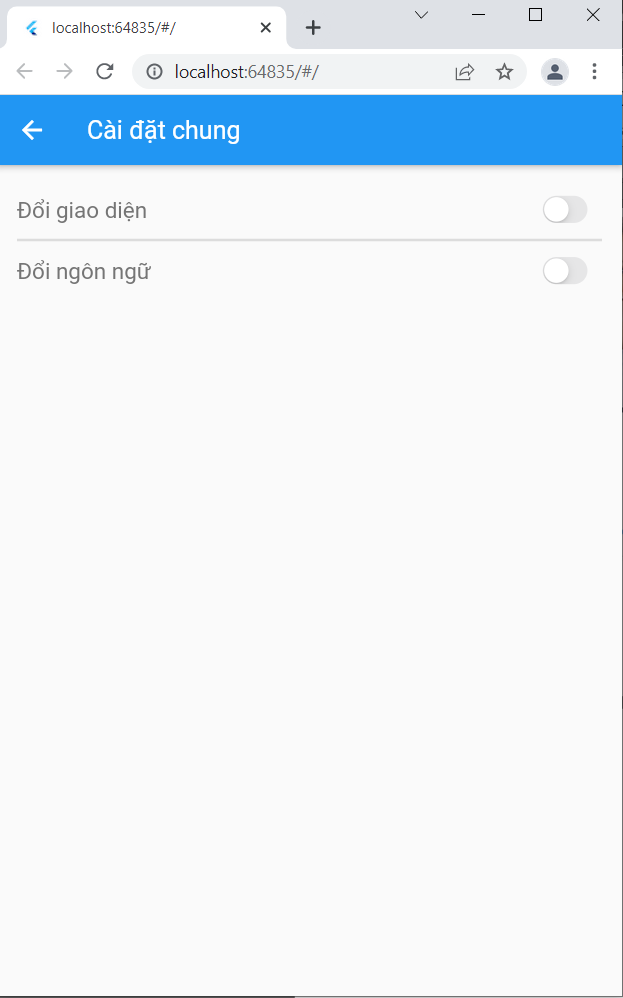 localhost:64835/#/
localhost:64835/#/
Cài đặt chung
Đổi giao diện
Đổi ngôn ngữ